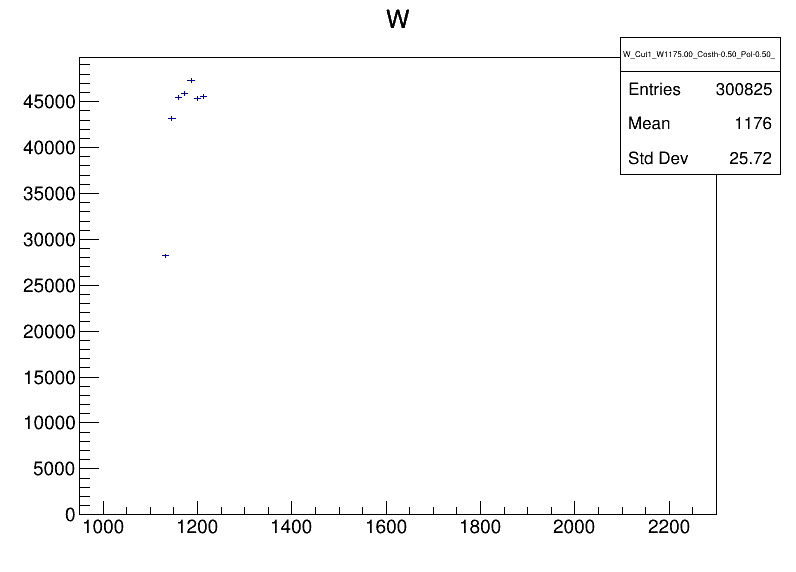 W
W_Cut1_W1175.00_Costh-0.50_Pol-0.50_
Entries 300825
Mean 1176
Std Dev 25.72
45000
40000
35000
30000
25000
20000
15000
10000
5000
0
1000 1200 1400 1600 1800 2000 2200